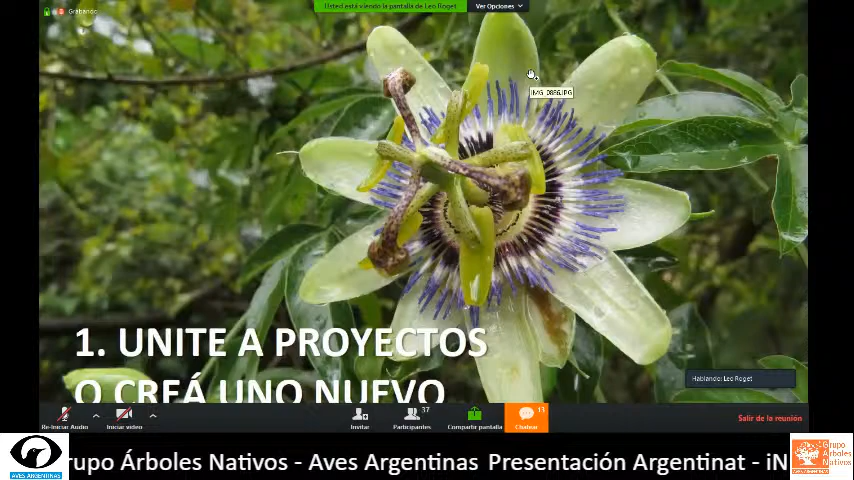 Grabando
Usted está viendo la pantalla de Leo Roget
Ver Opciones
IMG_0886.JPG
1. UNITE A PROYECTOS
O CREÁ UNO NUEVO
Hablando: Leo Roget
Re-Iniciar Audio
Iniciar video
Invitar
37
Participantes
Compartir pantalla
13
Chatear
Salir de la reunión
AVES ARGENTINAS
rupo Árboles Nativos - Aves Argentinas Presentación Argentinat - iN
Grupo
Árboles
Nativos